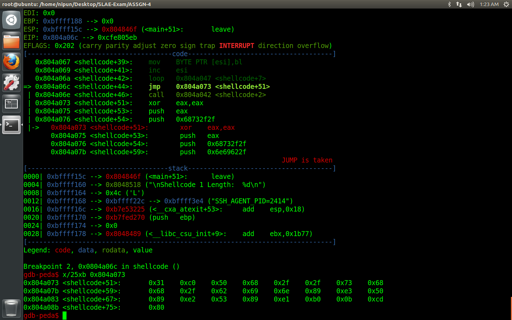 root@ubuntu: /home/nipun/Desktop/SLAE-Exam/ASSGN-4
7:23 AM
EDI: 0x0
EBP: 0xbffff188 --> 0x0
ESP: 0xbffff15c --> 0x804846f (<main+51>: leave)
EIP: 0x804a06c --> 0xcfe805eb
EFLAGS: 0x202 (carry parity adjust zero sign trap INTERRUPT direction overflow)
[-------------------------------------code-------------------------------------]
0x804a067 <shellcode+39>: mov BYTE PTR [esi],bl
0x804a069 <shellcode+41>: inc esi
0x804a06a <shellcode+42>: loop 0x804a047 <shellcode+7>
=> 0x804a06c <shellcode+44>: jmp 0x804a073 <shellcode+51>
| 0x804a06e <shellcode+46>: call 0x804a042 <shellcode+2>
| 0x804a073 <shellcode+51>: xor eax,eax
| 0x804a075 <shellcode+53>: push eax
| 0x804a076 <shellcode+54>: push 0x68732f2f
|-> 0x804a073 <shellcode+51>: xor eax,eax
0x804a075 <shellcode+53>: push eax
0x804a076 <shellcode+54>: push 0x68732f2f
0x804a07b <shellcode+59>: push 0x6e69622f
JUMP is taken
[------------------------------------stack-------------------------------------]
0000| 0xbffff15c --> 0x804846f (<main+51>: leave)
0004| 0xbffff160 --> 0x8048518 ("\nShellcode 1 Length: %d\n")
0008| 0xbffff164 --> 0x4c ('L')
0012| 0xbffff168 --> 0xbffff22c --> 0xbffff3e4 ("SSH_AGENT_PID=2414")
0016| 0xbffff16c --> 0xb7e53225 (<__cxa_atexit+53>: add esp,0x18)
0020| 0xbffff170 --> 0xb7fed270 (push ebp)
0024| 0xbffff174 --> 0x0
0028| 0xbffff178 --> 0x8048489 (<__libc_csu_init+9>: add ebx,0x1b77)
[------------------------------------------------------------------------------]
Legend: code, data, rodata, value

Breakpoint 2, 0x0804a06c in shellcode ()
gdb-peda$ x/25xb 0x804a073
0x804a073 <shellcode+51>: 0x31 0xc0 0x50 0x68 0x2f 0x2f 0x73 0x68
0x804a07b <shellcode+59>: 0x68 0x2f 0x62 0x69 0x6e 0x89 0xe3 0x50
0x804a083 <shellcode+67>: 0x89 0xe2 0x53 0x89 0xe1 0xb0 0x0b 0xcd
0x804a08b <shellcode+75>: 0x80
gdb-peda$